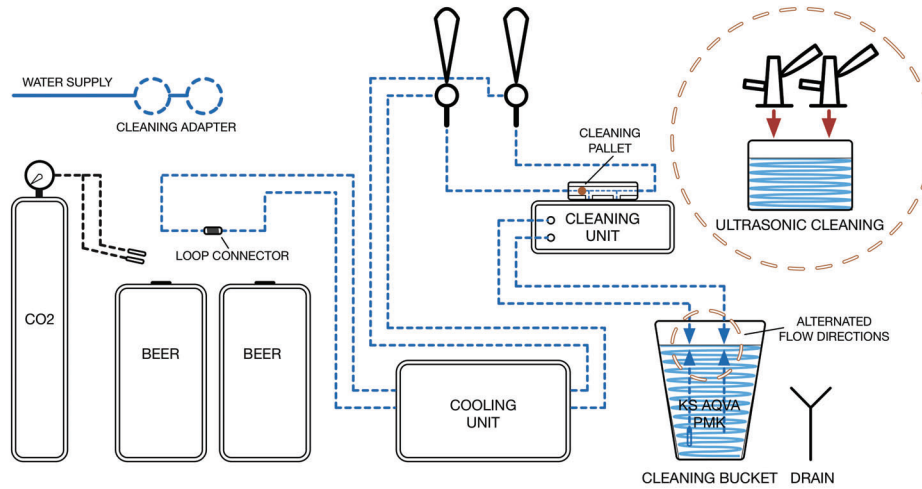 WATER SUPPLY
CLEANING ADAPTER
CLEANING
PALLET
CLEANING
UNIT
ULTRASONIC CLEANING
LOOP CONNECTOR
CO2
BEER
BEER
COOLING
UNIT
ALTERNATED
FLOW DIRECTIONS
KS AQVA
PMK
CLEANING BUCKET
DRAIN